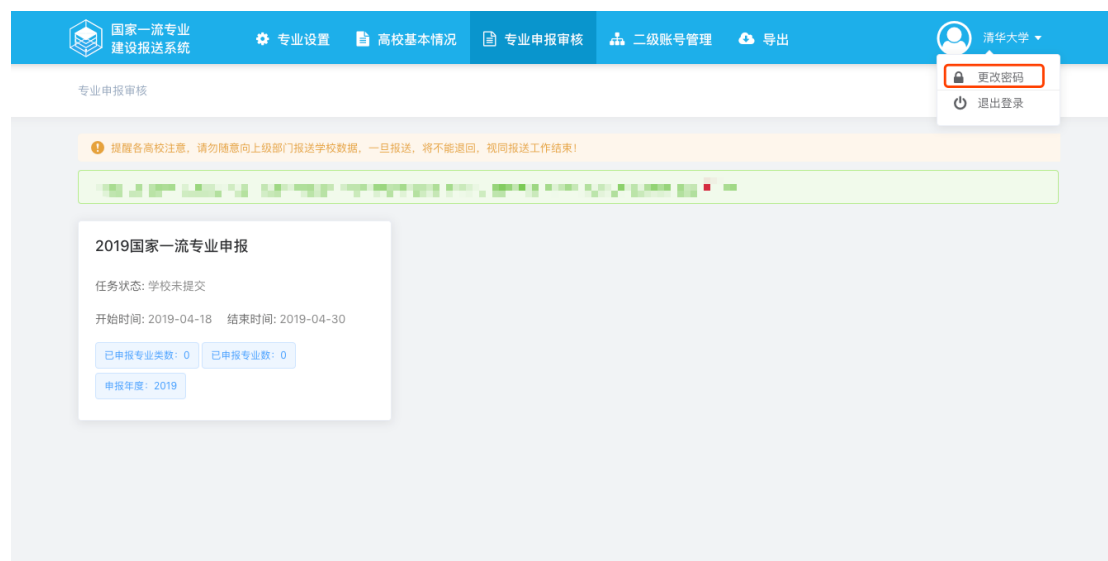 国家一流专业
建设报送系统
专业设置 高校基本情况 专业申报审核 二级账号管理 导出 清华大学
更改密码
专业申报审核
退出登录
提醒各高校注意，请勿随意向上级部门报送学校数据，一旦报送，将不能退回，视同报送工作结束！
2019国家一流专业申报
任务状态: 学校未提交
开始时间: 2019-04-18 结束时间: 2019-04-30
已申报专业类数：0 已申报专业数：0
申报年度：2019